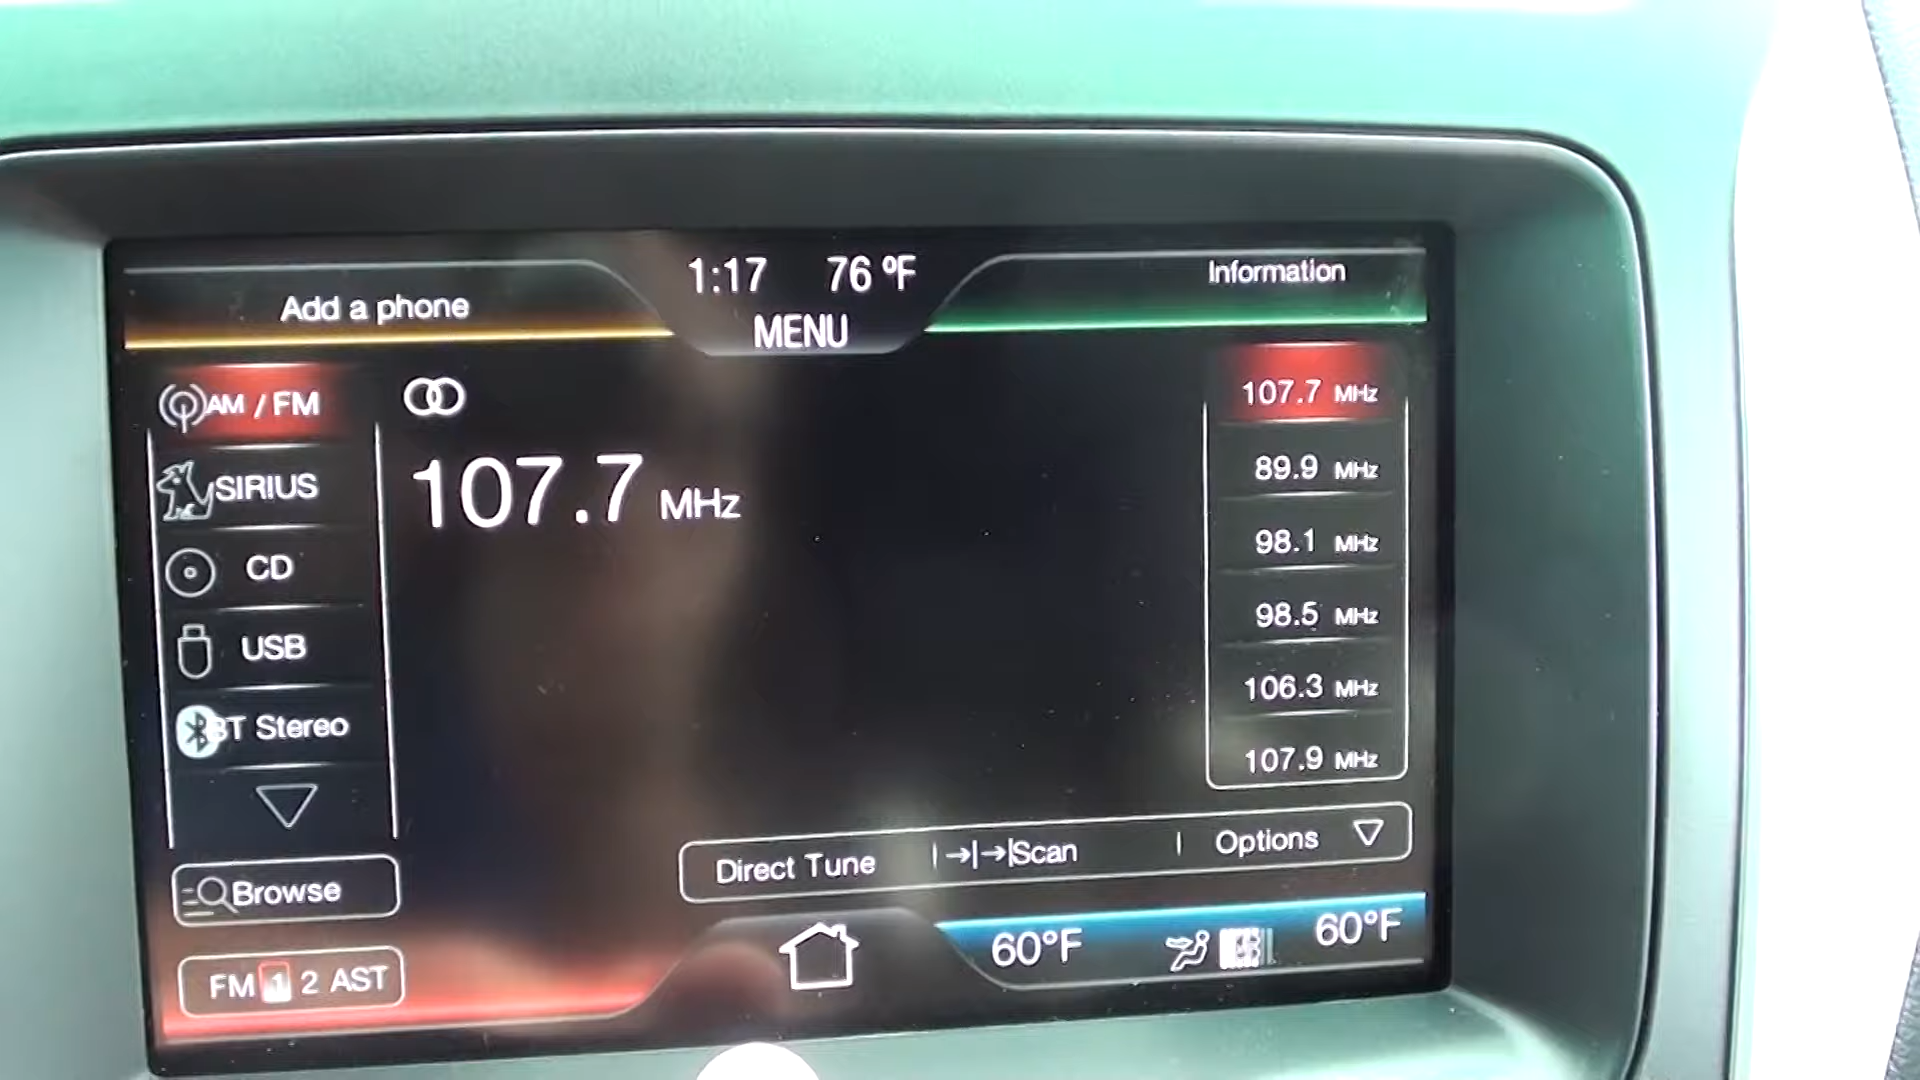 1:17 76 ºF
Add a phone
MENU
Information
AM / FM
SIRIUS
CD
USB
BT Stereo
Browse
FM 1 2 AST
107.7 MHz
107.7 MHz
89.9 MHz
98.1 MHz
98.5 MHz
106.3 MHz
107.9 MHz
Direct Tune Scan Options
60°F 60°F